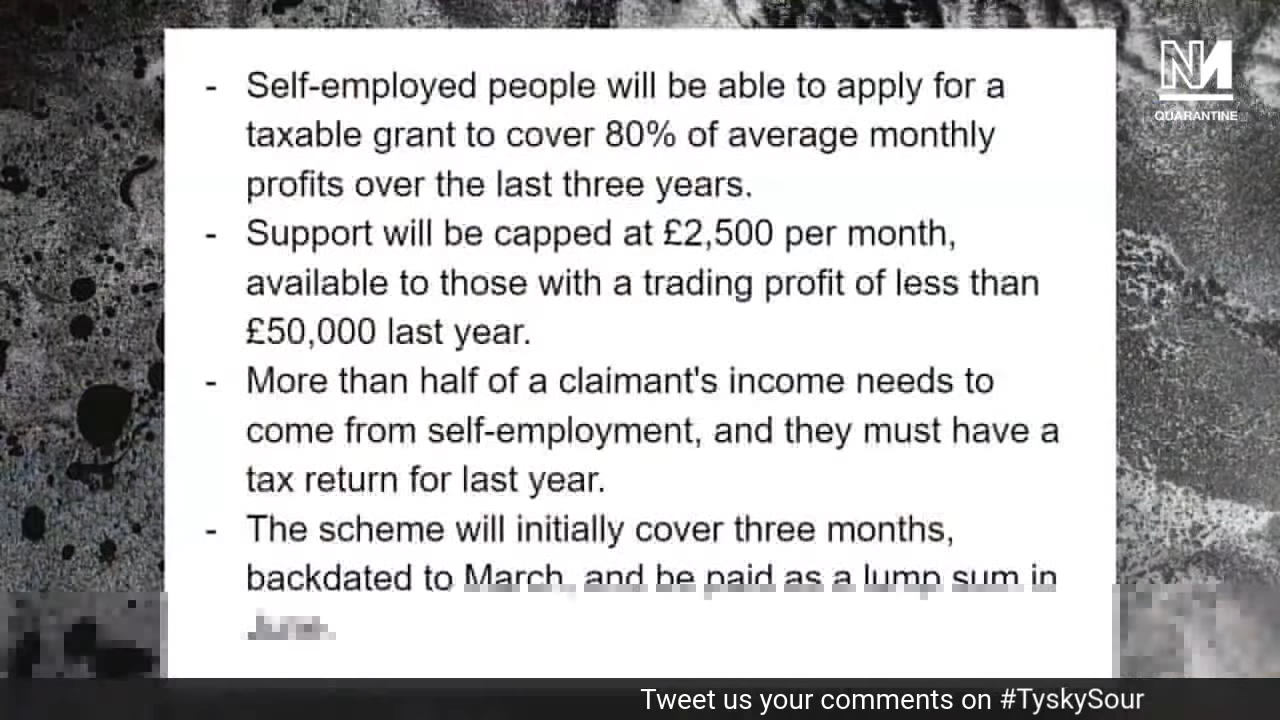 - Self-employed people will be able to apply for a
taxable grant to cover 80% of average monthly
profits over the last three years.
- Support will be capped at £2,500 per month,
available to those with a trading profit of less than
£50,000 last year.
- More than half of a claimant's income needs to
come from self-employment, and they must have a
tax return for last year.
- The scheme will initially cover three months,
backdated to March, and be paid as a lump sum in
June.
NM
QUARANTINE
Tweet us your comments on #TyskySour